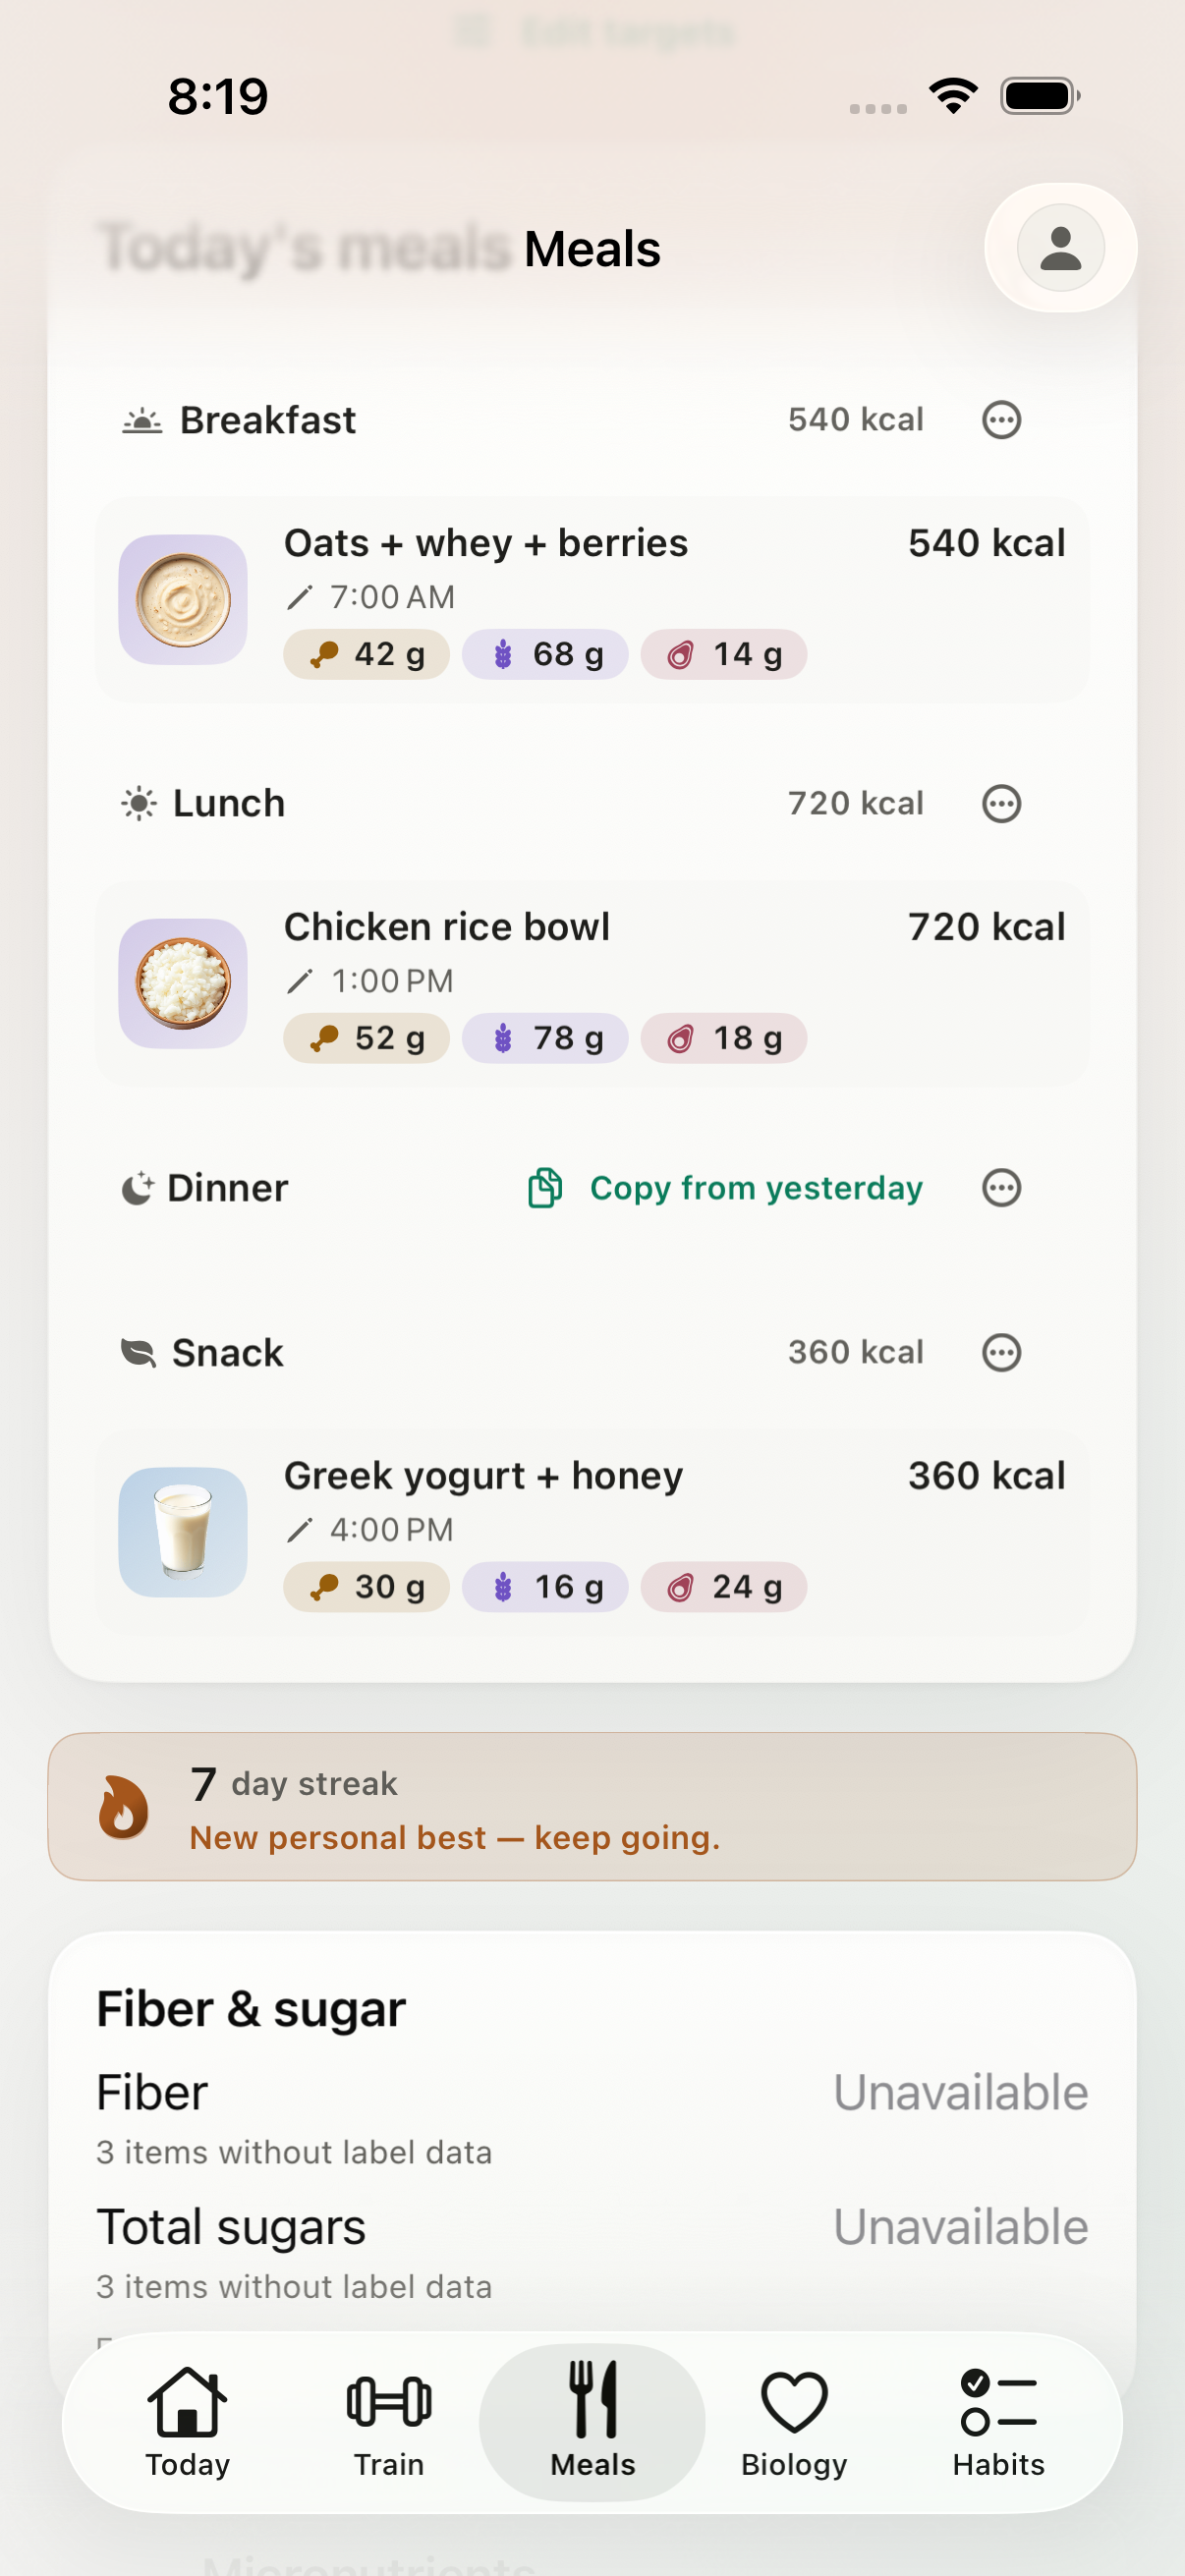 Edit targets
8:19
Today's meals Meals
Breakfast 540 kcal
Oats + whey + berries 540 kcal
7:00 AM
42 g 68 g 14 g
Lunch 720 kcal
Chicken rice bowl 720 kcal
1:00 PM
52 g 78 g 18 g
Dinner Copy from yesterday
Snack 360 kcal
Greek yogurt + honey 360 kcal
4:00 PM
30 g 16 g 24 g
7 day streak
New personal best — keep going.
Fiber & sugar
Fiber Unavailable
3 items without label data
Total sugars Unavailable
3 items without label data
Today Train Meals Biology Habits
Micronutrients